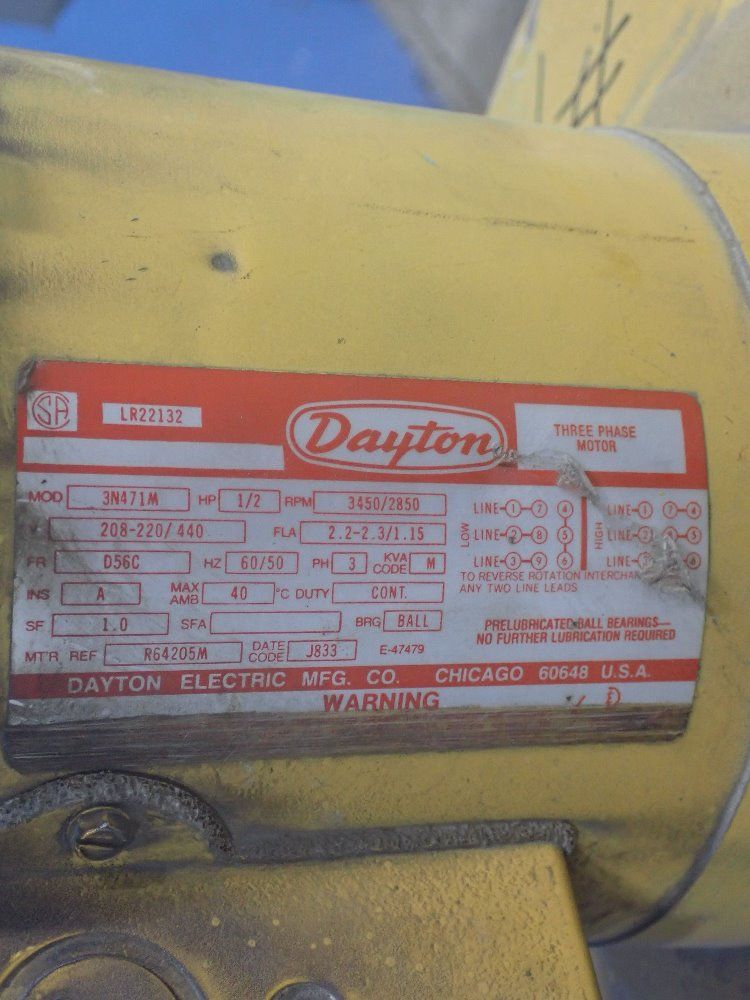 SA LR22132
Dayton
THREE PHASE
MOTOR
MOD 3N471M HP 1/2 RPM 3450/2850
V 208-220/440 FLA 2.2-2.3/1.15
FR D56C HZ 60/50 PH 3 KVA CODE M
INS A MAX AMB 40 °C DUTY CONT.
SF 1.0 SFA BRG BALL
MT'R REF R64205M DATE CODE J833 E-47479
LOW
LINE-1-7 4
LINE-2-8 5
LINE-3-9 6
HIGH
LINE-1 7-4
LINE 5
LINE 6
TO REVERSE ROTATION
ANY TWO LINE LEADS
PRELUBRICATED BALL BEARINGS—
NO FURTHER LUBRICATION REQUIRED
DAYTON ELECTRIC MFG. CO. CHICAGO 60648 U.S.A.
WARNING